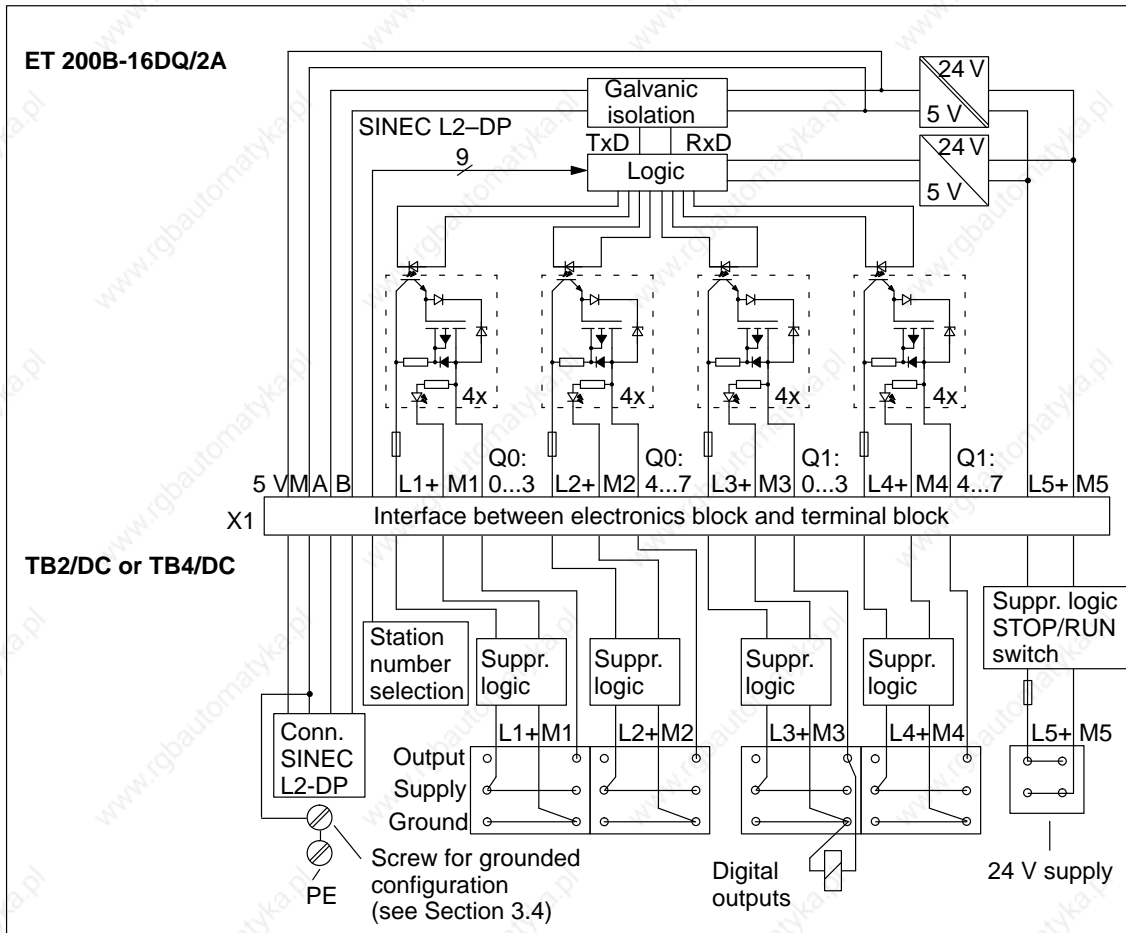 ET 200B-16DQ/2A
24 V
5 V
Galvanic
isolation
SINEC L2–DP
TxD RxD
24 V
5 V
9
Logic
4x 4x 4x 4x
Q0: Q0: Q1: Q1:
5 V M A B L1+ M1 0...3 L2+ M2 4...7 L3+ M3 0...3 L4+ M4 4...7 L5+ M5
X1 Interface between electronics block and terminal block
TB2/DC or TB4/DC
Suppr. logic
STOP/RUN
switch
Station
number
selection
Suppr.
logic
Suppr.
logic
Suppr.
logic
Suppr.
logic
L1+ M1 L2+ M2 L3+ M3 L4+ M4 L5+ M5
Conn.
SINEC
L2-DP
Output
Supply
Ground
Screw for grounded
configuration
(see Section 3.4)
PE
Digital
outputs
24 V supply
www.rgbautomatyka.pl